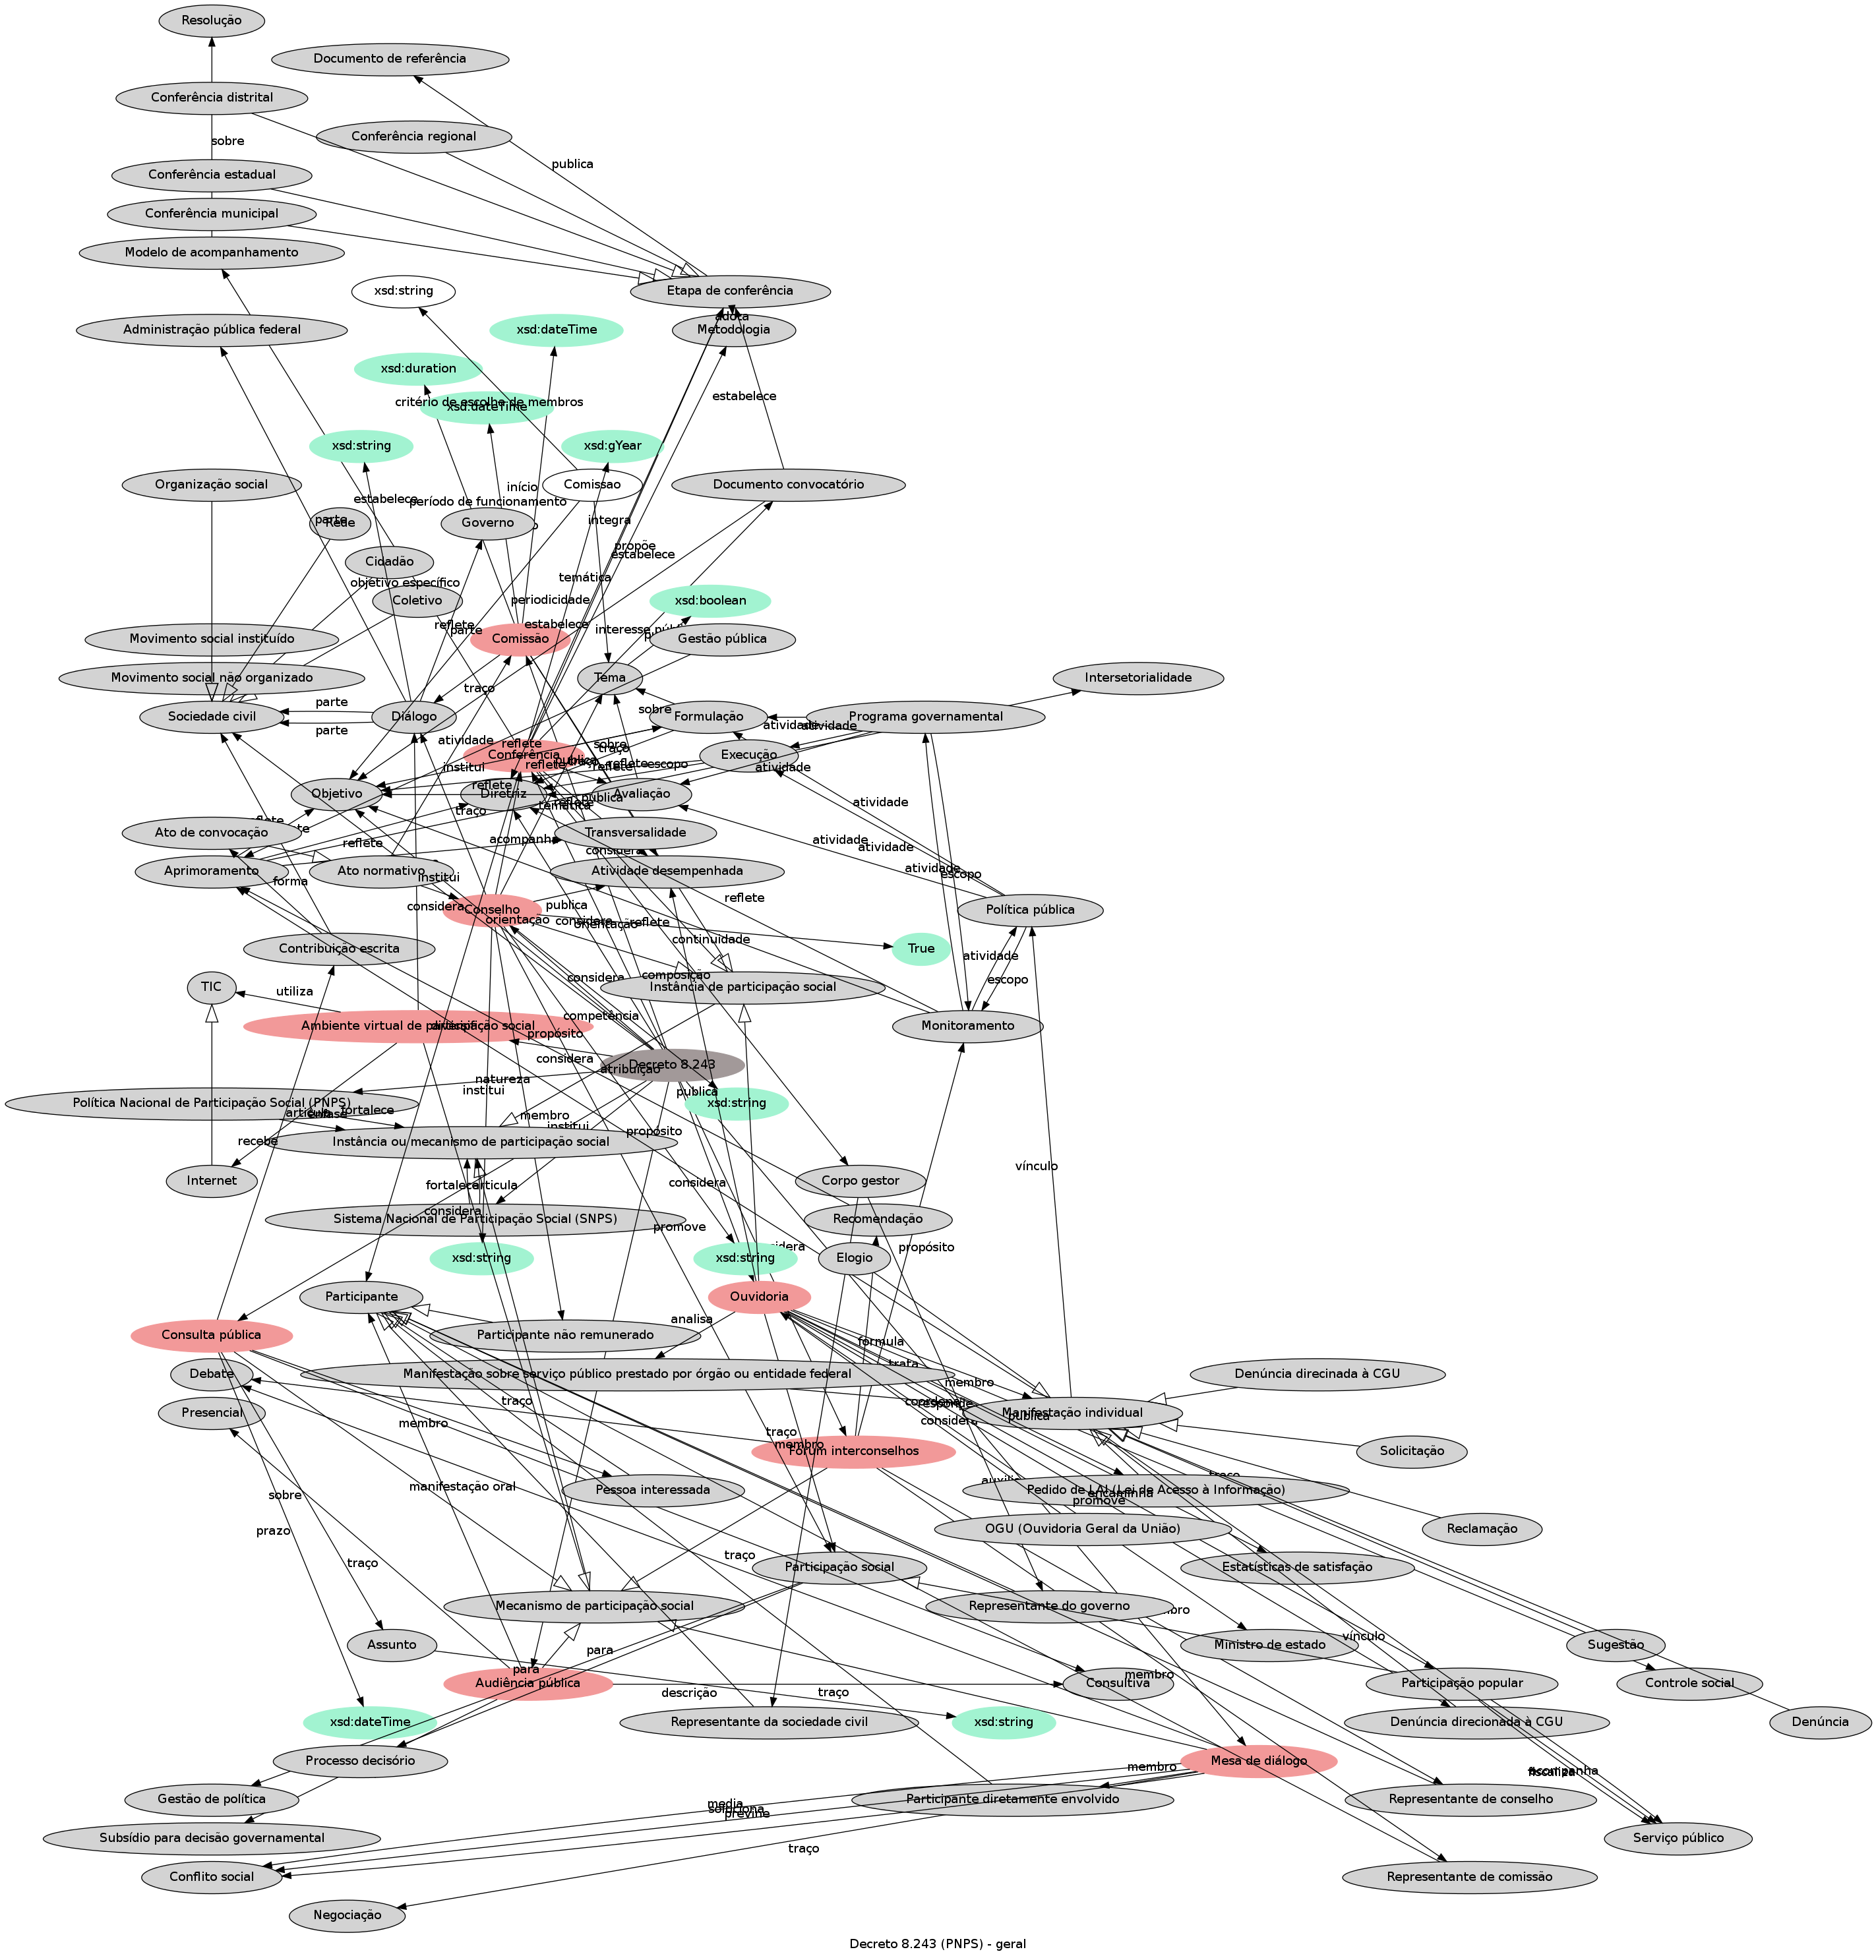 Resolução
Documento de referência
Conferência distrital
Conferência regional
sobre
publica
Conferência estadual
Conferência municipal
Modelo de acompanhamento
xsd:string
Etapa de conferência
adota
Administração pública federal
xsd:dateTime
Metodologia
xsd:duration
estabelece
critério de escolhe de membros
xsd:dateTime
xsd:string
xsd:gYear
Organização social
Comissao
Documento convocatório
início
estabelece
período de funcionamento
parte
Rede
Governo
integra
propõe
estabelece
Cidadão
temática
objetivo específico
Coletivo
periodicidade
xsd:boolean
reflete
parte
estabelece
interesse
Movimento social instituído
Comissão
Gestão pública
Movimento social não organizado
Tema
Intersetorialidade
traço
parte
sobre
Sociedade civil
Diálogo
Formulação
Programa governamental
parte
atividade
atividade
atividade
reflete
sobre
traço
Conferência
Execução
institui
publica
reflete
reflete
reflete
escopo
atividade
reflete
Objetivo
Diretriz
Avaliação
publica
atividade
traço
temática
Ato de convocação
Transversalidade
acompanha
atividade
reflete
atividade
Aprimoramento
Ato normativo
Atividade desempenhada
atividade
escopo
forma
institui
reflete
considera
publica
Conselho
Política pública
orientação
orientação
considera
reflete
continuidade
Contribuição escrita
True
atividade
considera
composição
escopo
TIC
utiliza
Instância de participação social
competência
Ambiente virtual de participação social
Monitoramento
propósito
considera
Decreto 8.243
atribuição
natureza
institui
publica
Política Nacional de Participação Social (PNPS)
xsd:string
articula
fortalece
membro
institui
propósito
recebe
Instância ou mecanismo de participação social
vínculo
Internet
fortalece
articula
considera
Corpo gestor
considera
Sistema Nacional de Participação Social (SNPS)
promove
Recomendação
propósito
xsd:string
xsd:string
Elogio
Participante
Ouvidoria
analisa
Consulta pública
Participante não remunerado
formula
trata
Debate
Manifestação sobre serviço público prestado por órgão ou entidade federal
Denúncia direcinada à CGU
membro
traço
coordena
responde
Presencial
Manifestação individual
publica
membro
considera
traço
membro
Fórum interconselhos
Solicitação
traço
manifestação oral
Pessoa interessada
auxilia
Pedido de LAI (Lei de Acesso à Informação)
encaminha
sobre
promove
prazo
OGU (Ouvidoria Geral da União)
Reclamação
traço
traço
Participação social
Estatísticas de satisfação
Mecanismo de participação social
Representante do governo
vínculo
Assunto
Ministro de estado
Sugestão
para
para
membro
Audiência pública
descrição
traço
Consultiva
Participação popular
Controle social
xsd:dateTime
Representante da sociedade civil
xsd:string
Denúncia direcionada à CGU
Denúncia
Processo decisório
membro
Mesa de diálogo
acompanha
Gestão de política
media
soluciona
previne
Participante diretamente envolvido
Representante de conselho
Subsídio para decisão governamental
traço
Serviço público
Conflito social
Representante de comissão
Negociação
Decreto 8.243 (PNPS) - geral